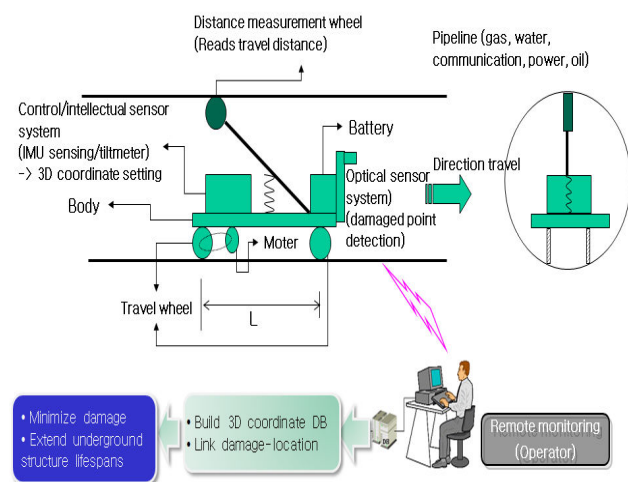 Distance measurement wheel
(Reads travel distance)
Pipeline (gas, water,
communication, power, oil)
Control/intellectual sensor
system
(IMU sensing/tiltmeter)
-> 3D coordinate setting)
Battery
Optical sensor
system)
(damaged point
detection)
Direction travel
Body
Moter
Travel wheel
L
• Minimize damage
• Extend underground
structure lifespans
• Build 3D coordinate DB
• Link damage-location
DB
Remote monitoring
(Operator)